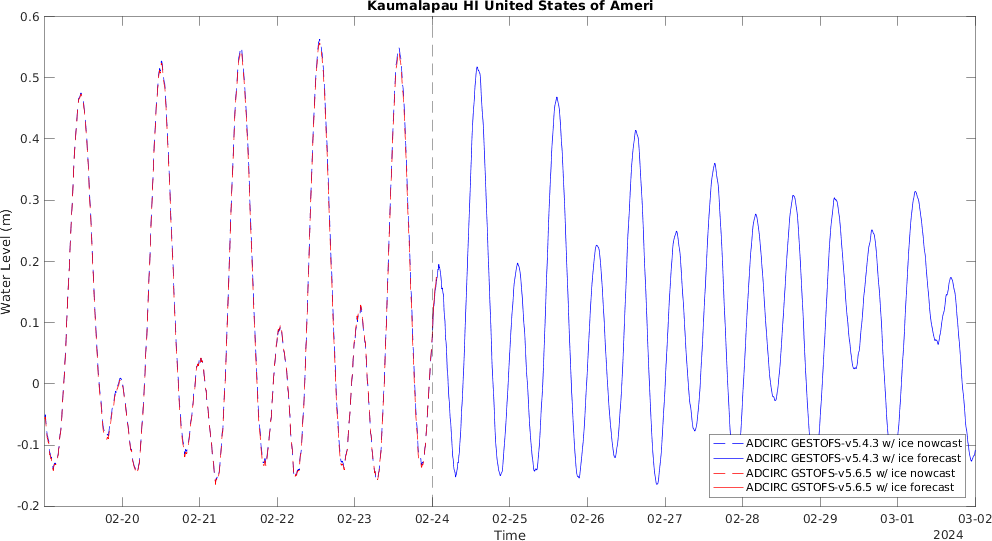 Kaumalapau HI United States of Ameri
0.6
0.5
0.4
0.3
0.2
0.1
0
-0.1
-0.2
Water Level (m)
ADCIRC GESTOFS-v5.4.3 w/ ice nowcast
ADCIRC GESTOFS-v5.4.3 w/ ice forecast
ADCIRC GSTOFS-v5.6.5 w/ ice nowcast
ADCIRC GSTOFS-v5.6.5 w/ ice forecast
02-20 02-21 02-22 02-23 02-24 02-25 02-26 02-27 02-28 02-29 03-01 03-02
Time
2024